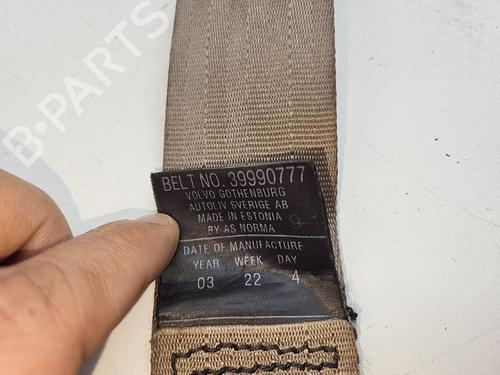 B-PARTS
BELT NO. 39990777
VOLVO GOTHENBURG
AUTOLIV SVERIGE AB
MADE IN ESTONIA 9
BY AS NORMA
DATE OF MANUFACTURE
YEAR WEEK DAY
03 22 4